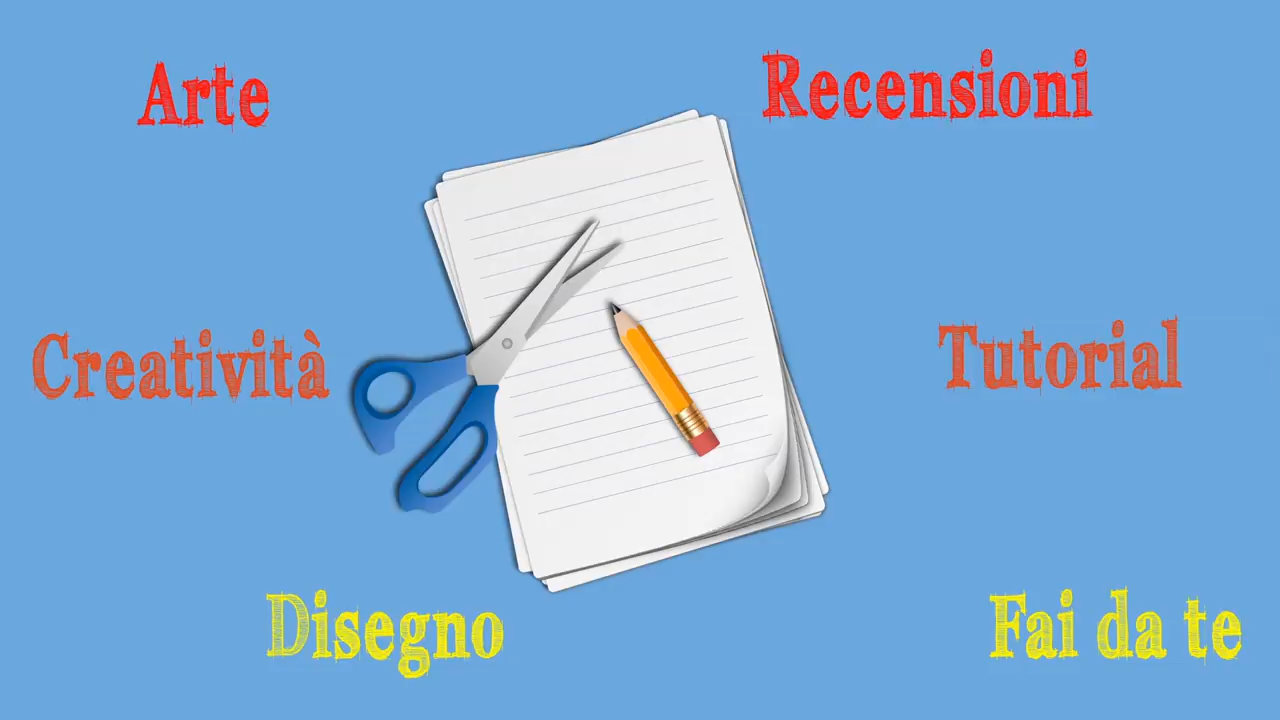 Arte
Recensioni
Creatività
Tutorial
Disegno
Fai da te